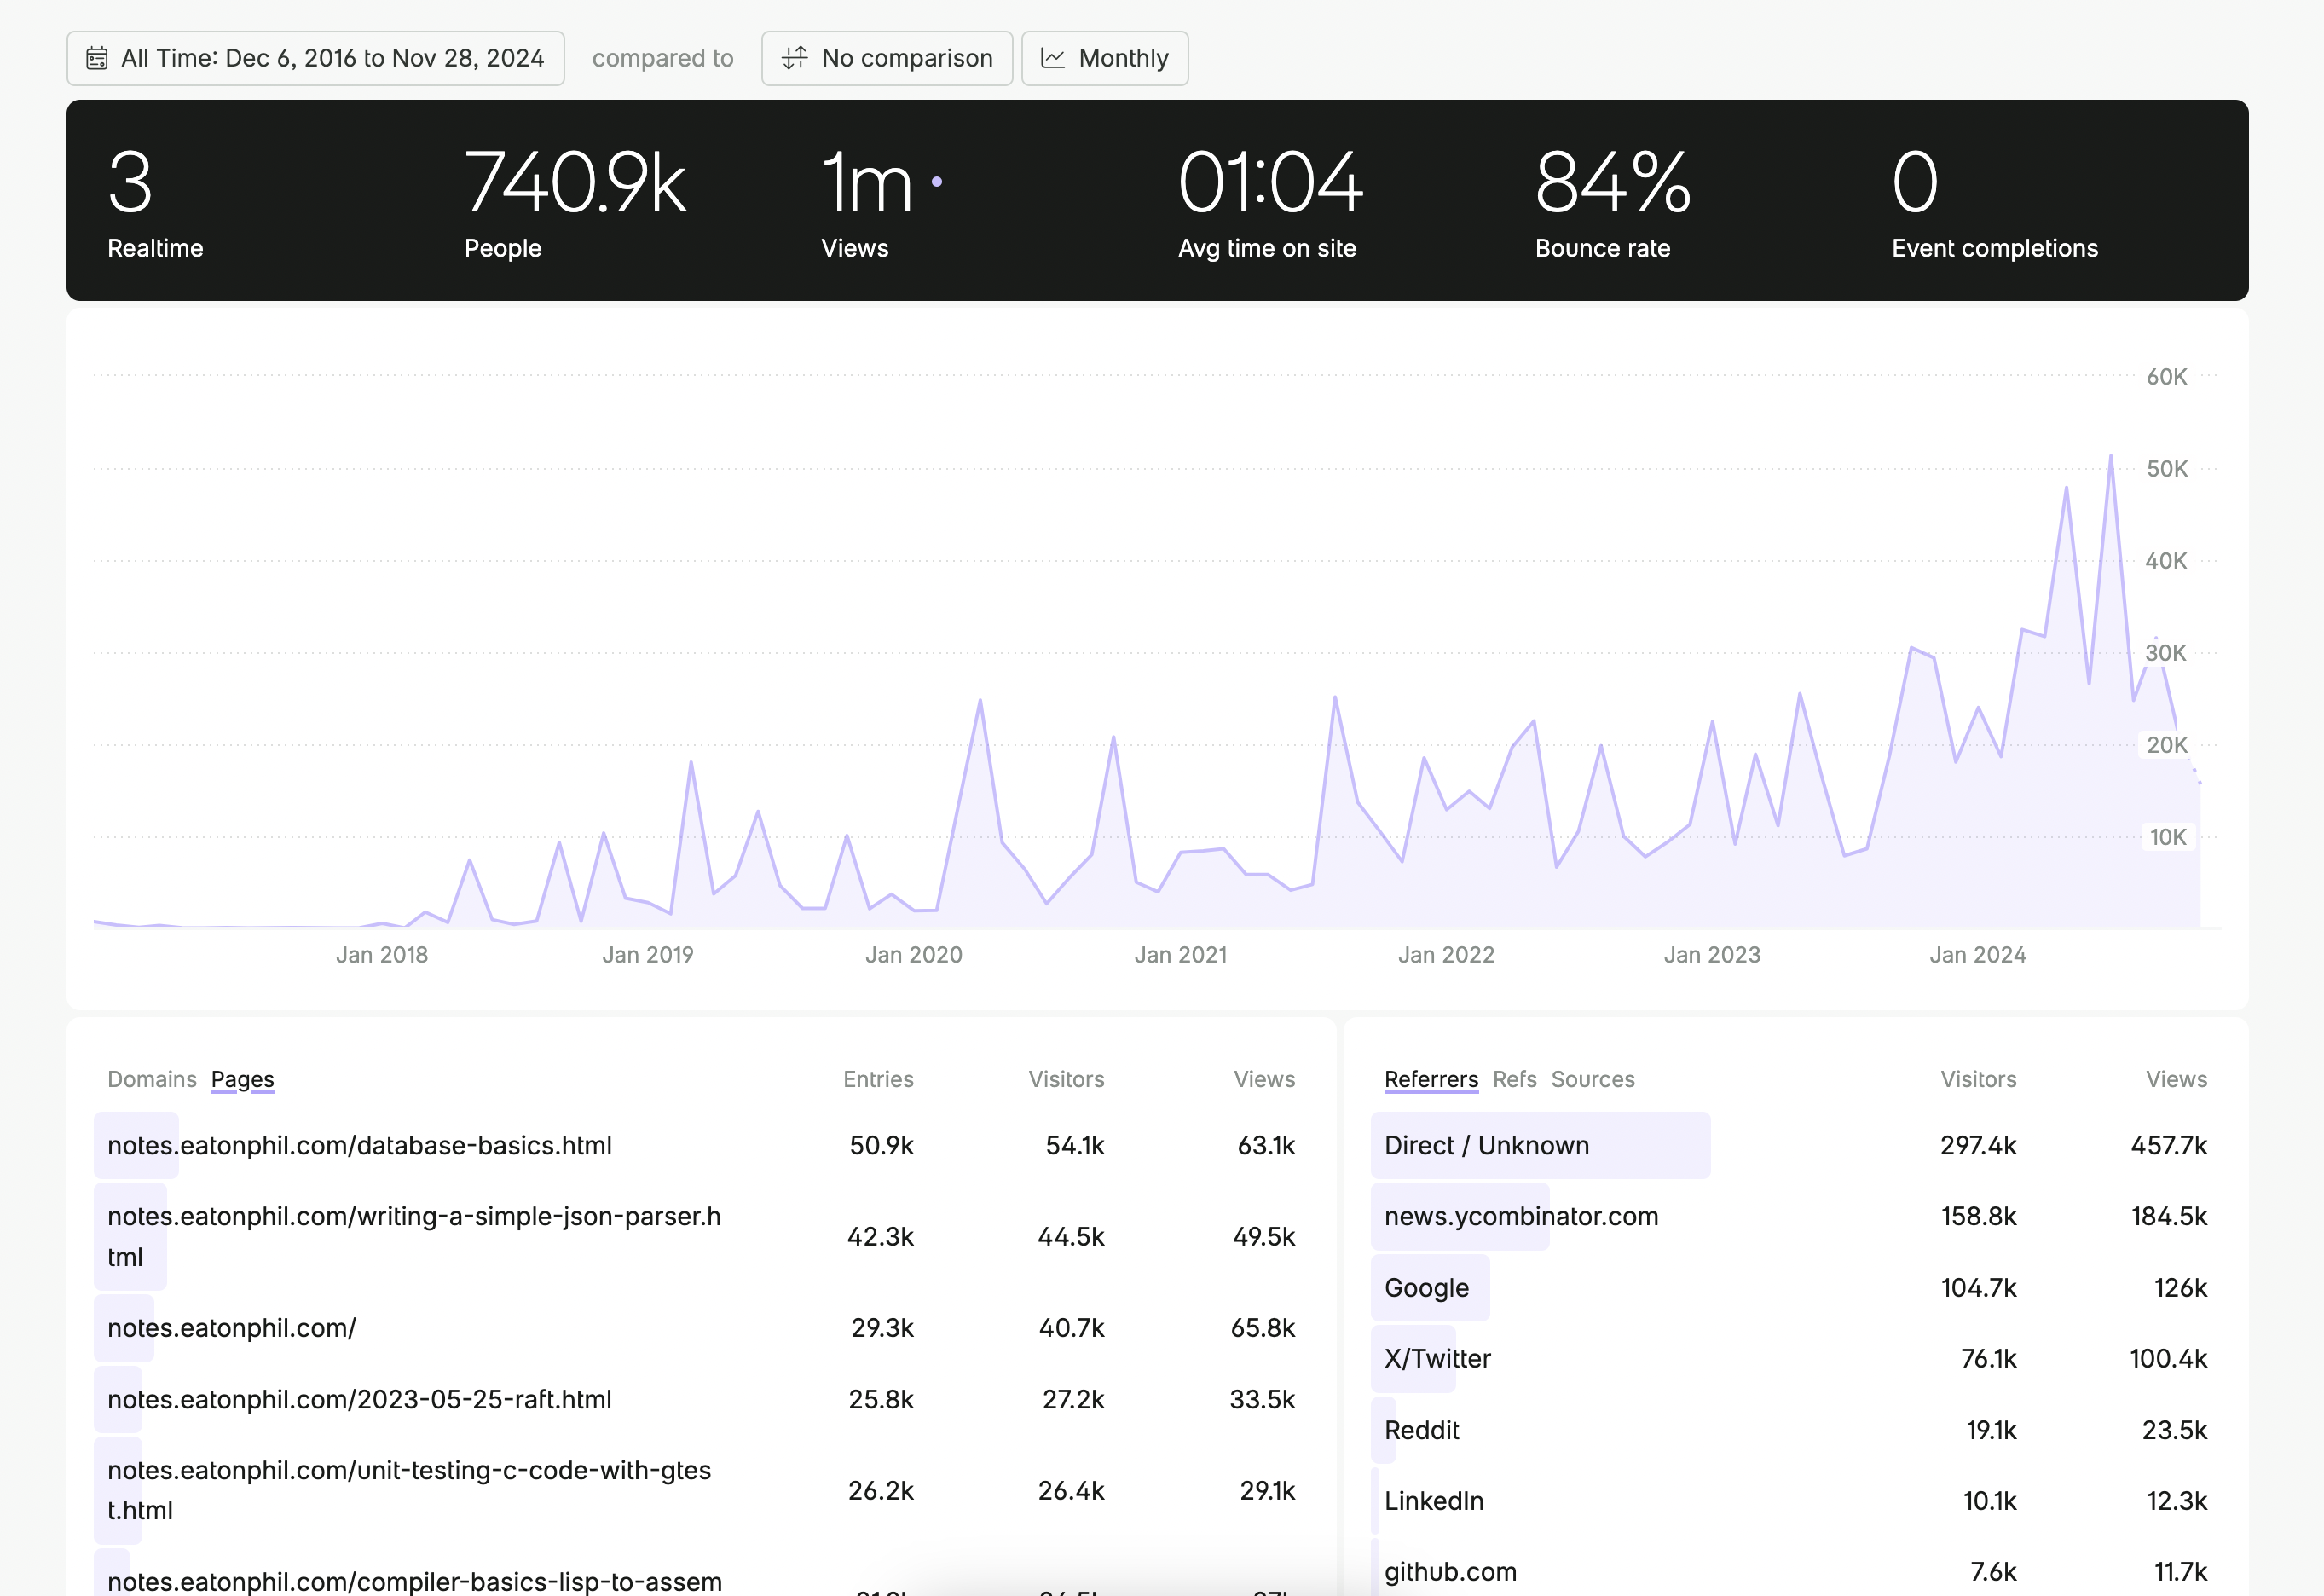 All Time: Dec 6, 2016 to Nov 28, 2024 compared to No comparison Monthly
3 740.9k 1m 01:04 84% 0
Realtime People Views Avg time on site Bounce rate Event completions
60K
50K
40K
30K
20K
10K
Jan 2018 Jan 2019 Jan 2020 Jan 2021 Jan 2022 Jan 2023 Jan 2024
Domains Pages Entries Visitors Views
notes.eatonphil.com/database-basics.html 50.9k 54.1k 63.1k
notes.eatonphil.com/writing-a-simple-json-parser.h
tml 42.3k 44.5k 49.5k
notes.eatonphil.com/ 29.3k 40.7k 65.8k
notes.eatonphil.com/2023-05-25-raft.html 25.8k 27.2k 33.5k
notes.eatonphil.com/unit-testing-c-code-with-gtes
t.html 26.2k 26.4k 29.1k
notes.eatonphil.com/compiler-basics-lisp-to-assem
Referrers Refs Sources Visitors Views
Direct / Unknown 297.4k 457.7k
news.ycombinator.com 158.8k 184.5k
Google 104.7k 126k
X/Twitter 76.1k 100.4k
Reddit 19.1k 23.5k
LinkedIn 10.1k 12.3k
github.com 7.6k 11.7k